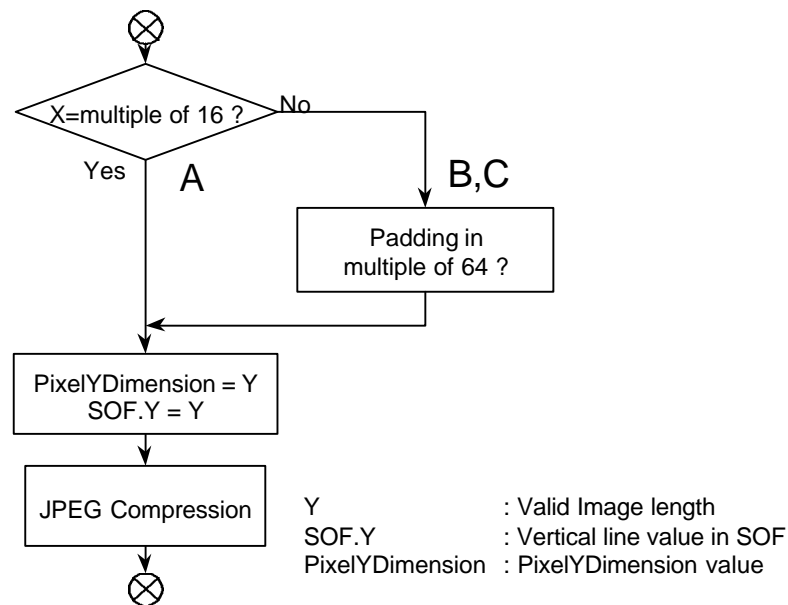 X=multiple of 16 ?
No
Yes
A
B,C
Padding in
multiple of 64 ?
PixelYDimension = Y
SOF.Y = Y
JPEG Compression
Y : Valid Image length
SOF.Y : Vertical line value in SOF
PixelYDimension : PixelYDimension value